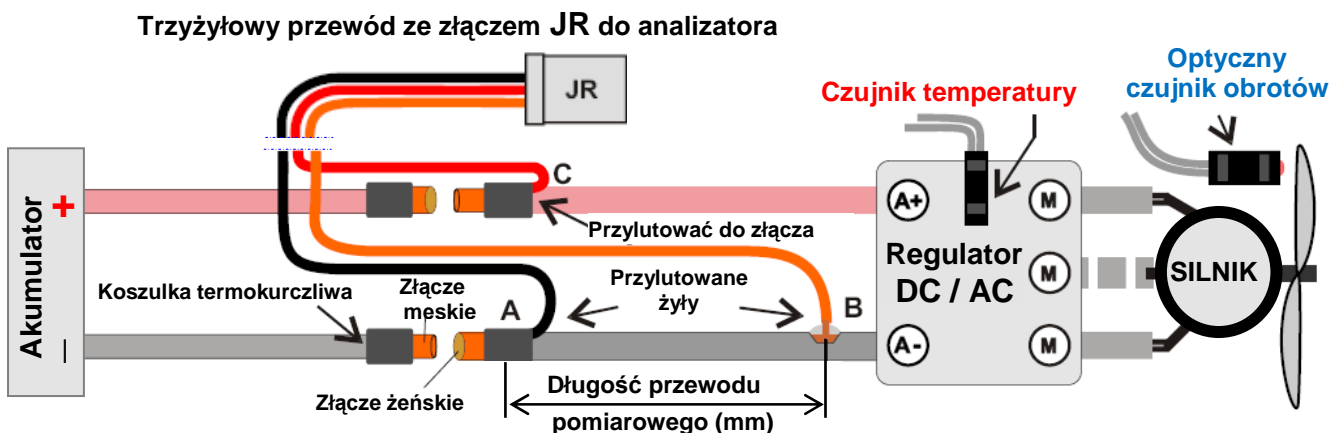 Trzyżyłowy przewód ze złączem JR do analizatora
JR
Czujnik temperatury
Optyczny
czujnik obrotów
Akumulator
+
–
C
Przylutować do złącza
Koszulka termokurczliwa
Złącze
meskie
A
Przylutowane
żyły
B
Złącze żeńskie
Długość przewodu
pomiarowego (mm)
A+
M
Regulator
DC / AC
M
A-
M
SILNIK